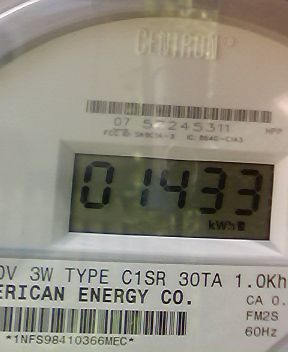 CENTRON
07 57245311 HPP
01433
kWh
0V 3W TYPE C1SR 30TA 1.0Kh
ERICAN ENERGY CO. CA 0.
FM2S
60Hz
*1NFS98410366MEC*